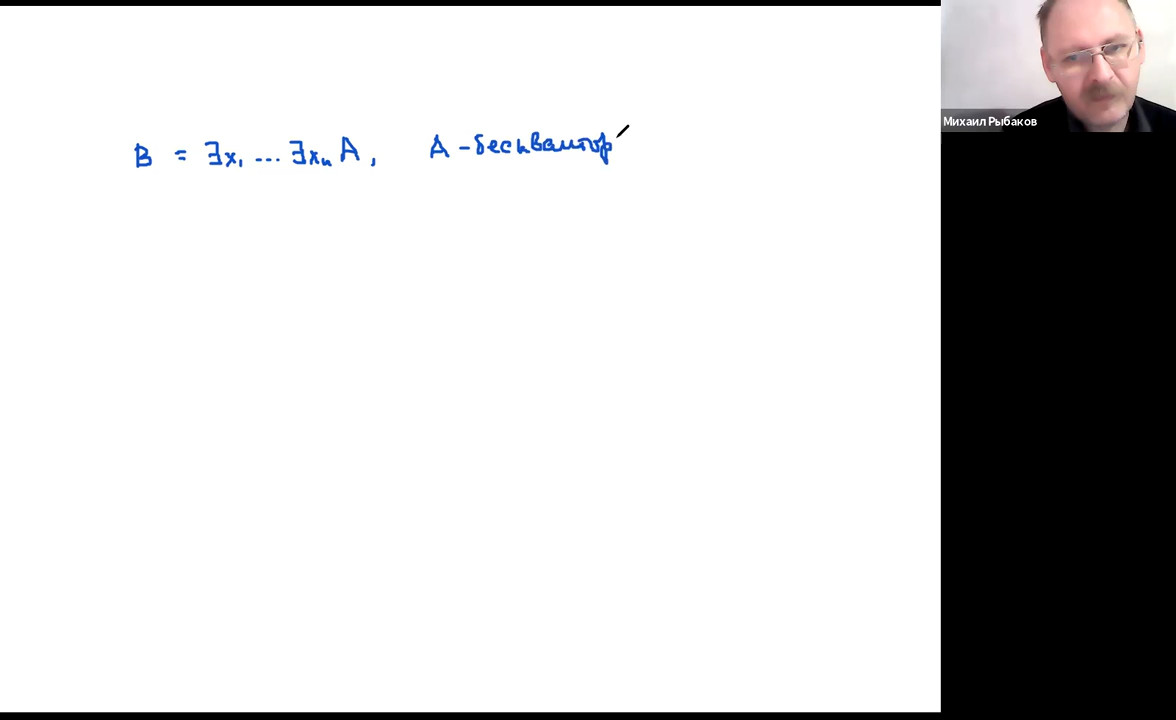 B = ∃x₁ ... ∃xₙ A, A - бескванторн
Михаил Рыбаков